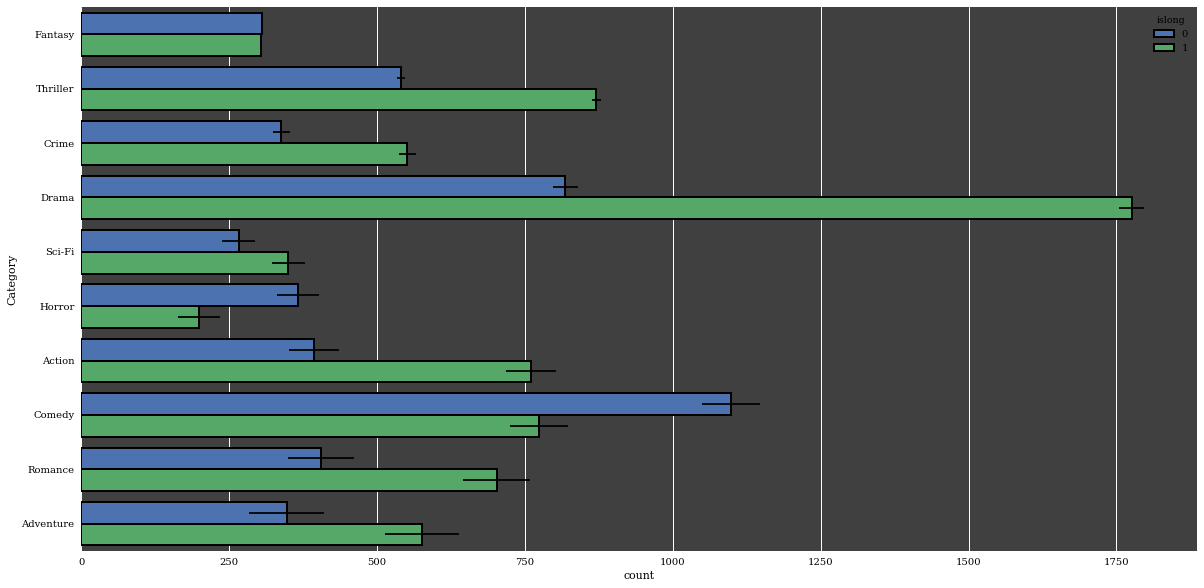 islong
0
1
Category
Fantasy
Thriller
Crime
Drama
Sci-Fi
Horror
Action
Comedy
Romance
Adventure
0 250 500 750 1000 1250 1500 1750
count